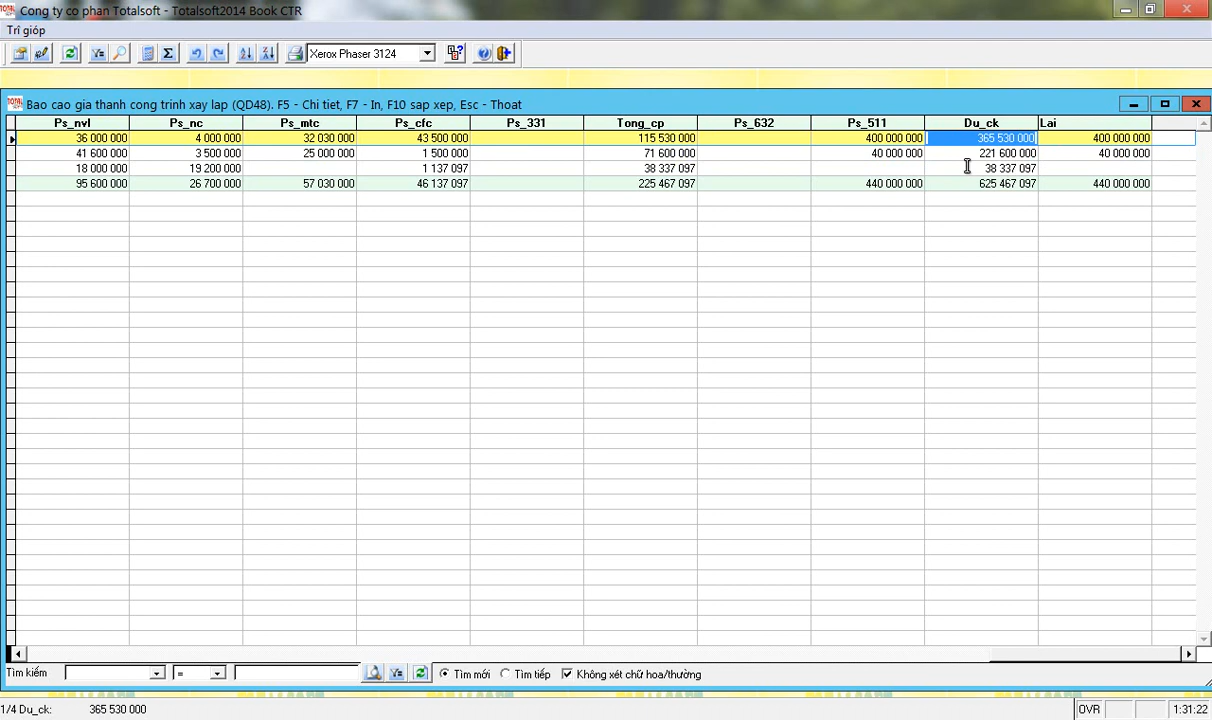 Cong ty co phan Totalsoft - Totalsoft2014 Book CTR
Trî gióp
Xerox Phaser 3124
Bao cao gia thanh cong trinh xay lap (QD48). F5 - Chi tiet, F7 - In, F10 sap xep, Esc - Thoat
Ps_nvl Ps_nc Ps_mtc Ps_cfc Ps_331 Tong_cp Ps_632 Ps_511 Du_ck Lai
36 000 000 4 000 000 32 030 000 43 500 000 115 530 000 400 000 000 365 530 000 400 000 000
41 600 000 3 500 000 25 000 000 1 500 000 71 600 000 40 000 000 221 600 000 40 000 000
18 000 000 19 200 000 1 137 097 38 337 097 38 337 097
95 600 000 26 700 000 57 030 000 46 137 097 225 467 097 440 000 000 625 467 097 440 000 000
Tìm kiếm = Tìm mới Tìm tiếp Không xét chữ hoa/thường
1/4 Du_ck: 365 530 000 OVR 1:31:22